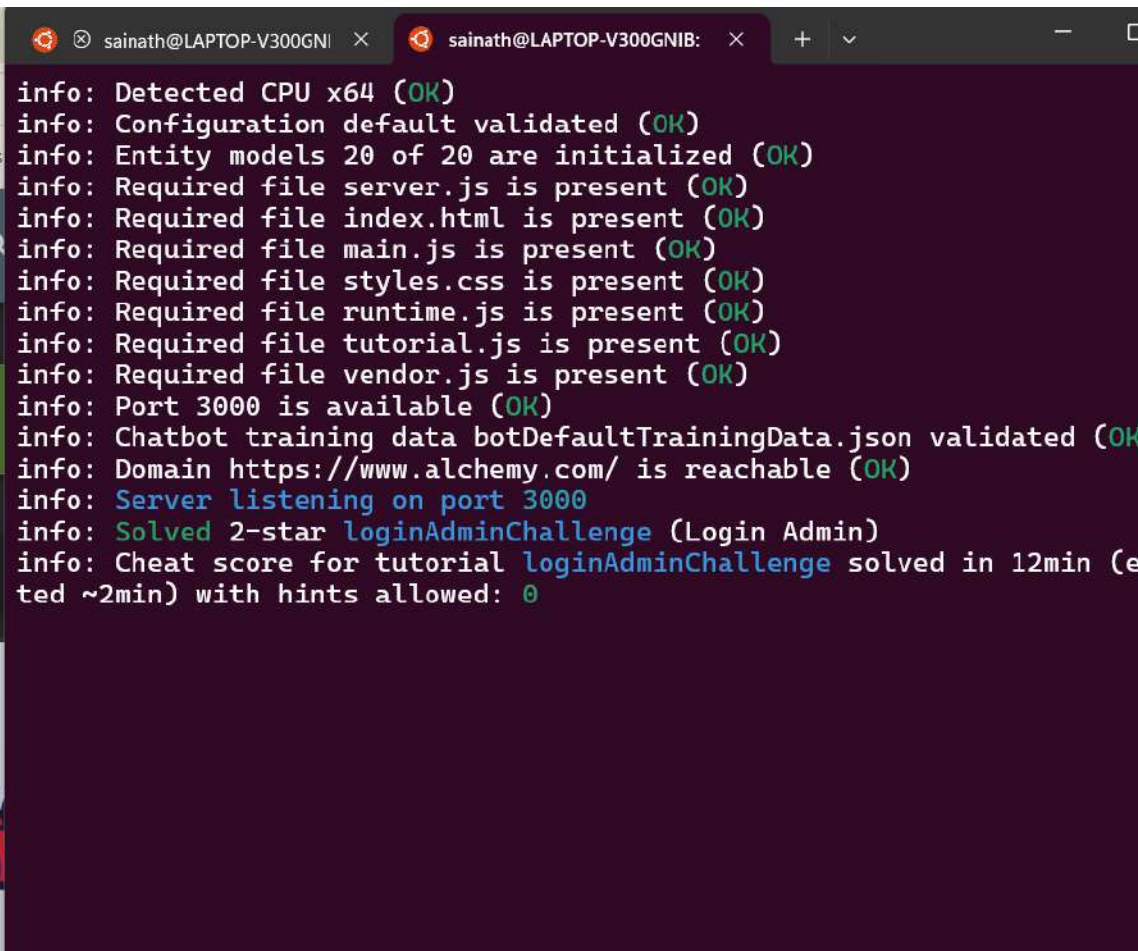 sainath@LAPTOP-V300GNI
sainath@LAPTOP-V300GNIB:
info: Detected CPU x64 (OK)
info: Configuration default validated (OK)
info: Entity models 20 of 20 are initialized (OK)
info: Required file server.js is present (OK)
info: Required file index.html is present (OK)
info: Required file main.js is present (OK)
info: Required file styles.css is present (OK)
info: Required file runtime.js is present (OK)
info: Required file tutorial.js is present (OK)
info: Required file vendor.js is present (OK)
info: Port 3000 is available (OK)
info: Chatbot training data botDefaultTrainingData.json validated (OK
info: Domain https://www.alchemy.com/ is reachable (OK)
info: Server listening on port 3000
info: Solved 2-star loginAdminChallenge (Login Admin)
info: Cheat score for tutorial loginAdminChallenge solved in 12min (e
ted ~2min) with hints allowed: 0